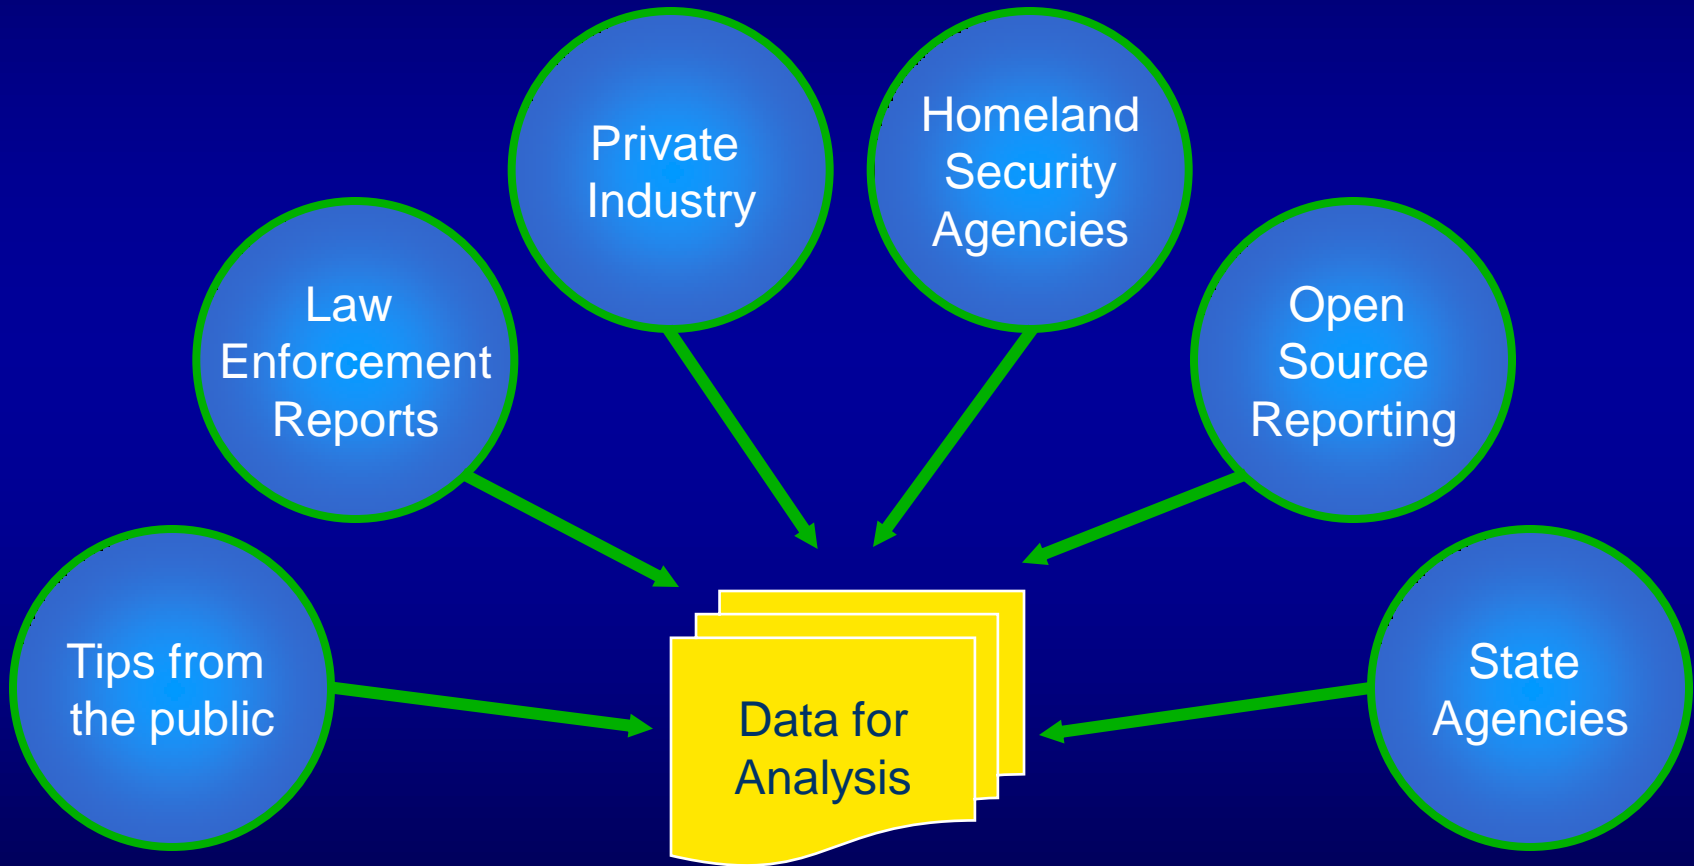 Private
Industry
Homeland
Security
Agencies
Law
Enforcement
Reports
Open
Source
Reporting
Tips from
the public
Data for
Analysis
State
Agencies